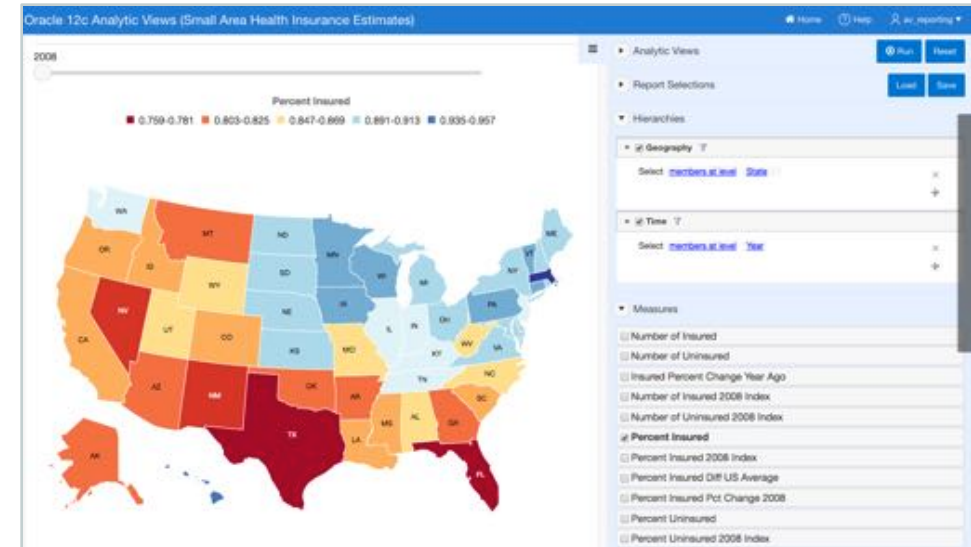 Oracle 12c Analytic Views (Small Area Health Insurance Estimates)
Home Help av_reporting
2008
Percent Insured
0.759-0.781 0.803-0.825 0.847-0.869 0.891-0.913 0.935-0.957
WA
MT
ND
ME
OR
ID
MN
VT
SD
WI
NY
WY
MI
IA
PA
NV
NE
OH
IL
IN
UT
CO
CA
KS
MO
WV
VA
KY
TN
NC
AZ
NM
OK
AR
SC
MS
AL
GA
TX
LA
AK
FL
Analytic Views
Run Reset
Report Selections
Load Save
Hierarchies
Geography
Select members at level State
Time
Select members at level Year
Measures
Number of Insured
Number of Uninsured
Insured Percent Change Year Ago
Number of Insured 2008 Index
Number of Uninsured 2008 Index
Percent Insured
Percent Insured 2008 Index
Percent Insured Diff US Average
Percent Insured Pct Change 2008
Percent Uninsured
Percent Uninsured 2008 Index